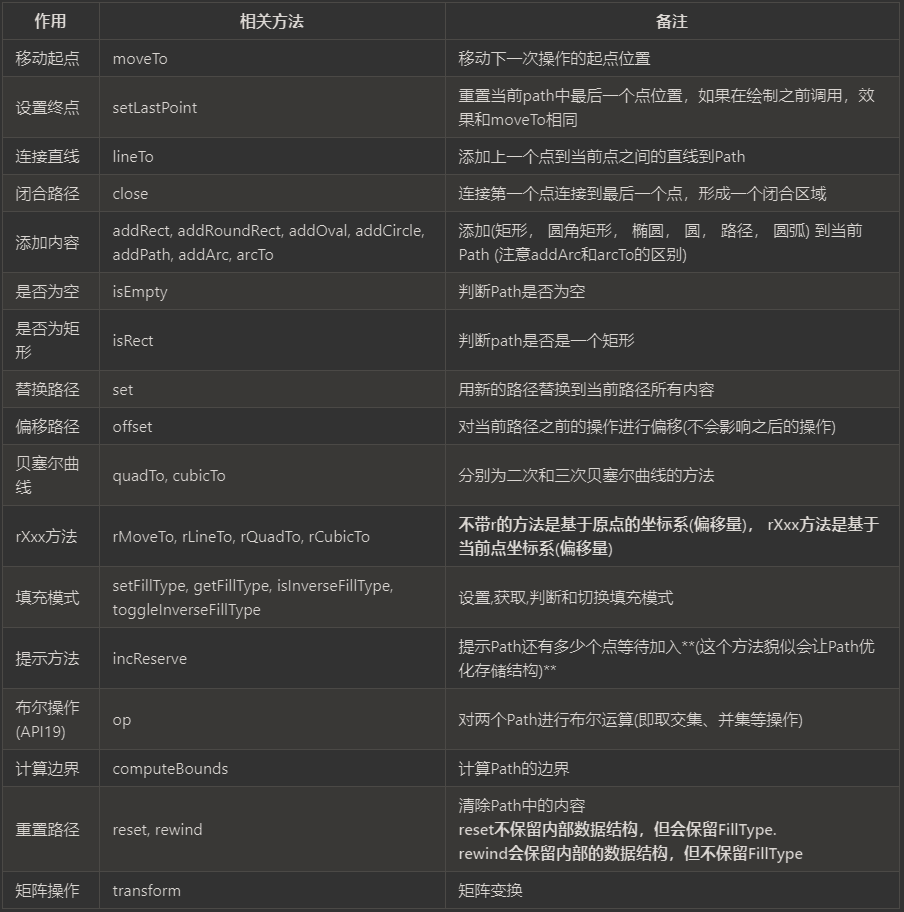 作用 相关方法 备注
移动起点 moveTo 移动下一次操作的起点位置
设置终点 setLastPoint 重置当前path中最后一个点位置，如果在绘制之前调用，效
果和moveTo相同
连接直线 lineTo 添加上一个点到当前点之间的直线到Path
闭合路径 close 连接第一个点连接到最后一个点，形成一个闭合区域
添加内容 addRect, addRoundRect, addOval, addCircle,
addPath, addArc, arcTo
添加(矩形， 圆角矩形， 椭圆， 圆， 路径， 圆弧) 到当前
Path (注意addArc和arcTo的区别)
是否为空 isEmpty 判断Path是否为空
是否为矩
形
isRect 判断path是否是一个矩形
替换路径 set 用新的路径替换到当前路径所有内容
偏移路径 offset 对当前路径之前的操作进行偏移(不会影响之后的操作)
贝塞尔曲
线
quadTo, cubicTo 分别为二次和三次贝塞尔曲线的方法
rXxx方法 rMoveTo, rLineTo, rQuadTo, rCubicTo 不带r的方法是基于原点的坐标系(偏移量)， rXxx方法是基于
当前点坐标系(偏移量)
填充模式 setFillType, getFillType, isInverseFillType,
toggleInverseFillType
设置,获取,判断和切换填充模式
提示方法 incReserve 提示Path还有多少个点等待加入**(这个方法貌似会让Path优
化存储结构)**
布尔操作
(API19)
op 对两个Path进行布尔运算(即取交集、并集等操作)
计算边界 computeBounds 计算Path的边界
重置路径 reset, rewind 清除Path中的内容
reset不保留内部数据结构，但会保留FillType.
rewind会保留内部的数据结构，但不保留FillType
矩阵操作 transform 矩阵变换